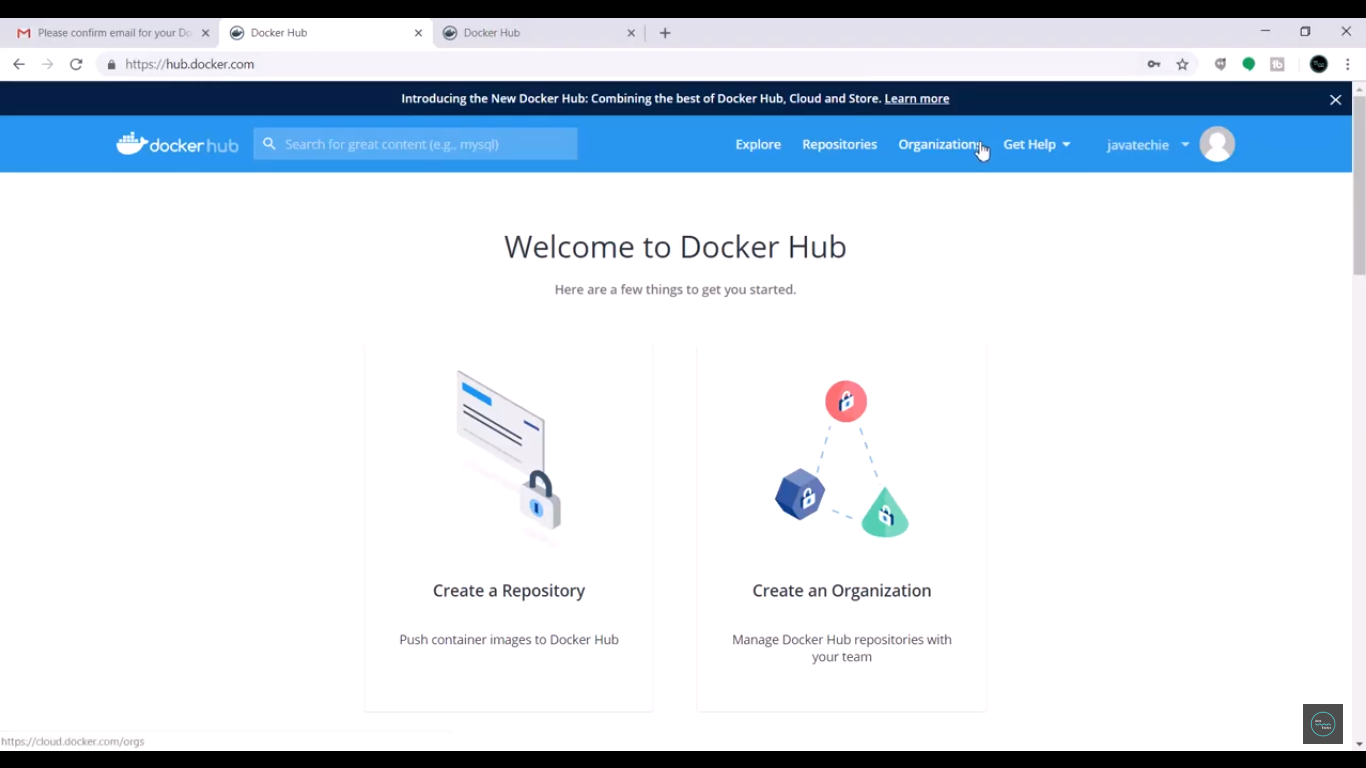 Please confirm email for your Do
Docker Hub
Docker Hub
https://hub.docker.com
Introducing the New Docker Hub: Combining the best of Docker Hub, Cloud and Store. Learn more
dockerhub
Search for great content (e.g., mysql)
Explore
Repositories
Organizations
Get Help
javatechie
Welcome to Docker Hub
Here are a few things to get you started.
Create a Repository
Create an Organization
Push container images to Docker Hub
Manage Docker Hub repositories with
your team
https://cloud.docker.com/orgs